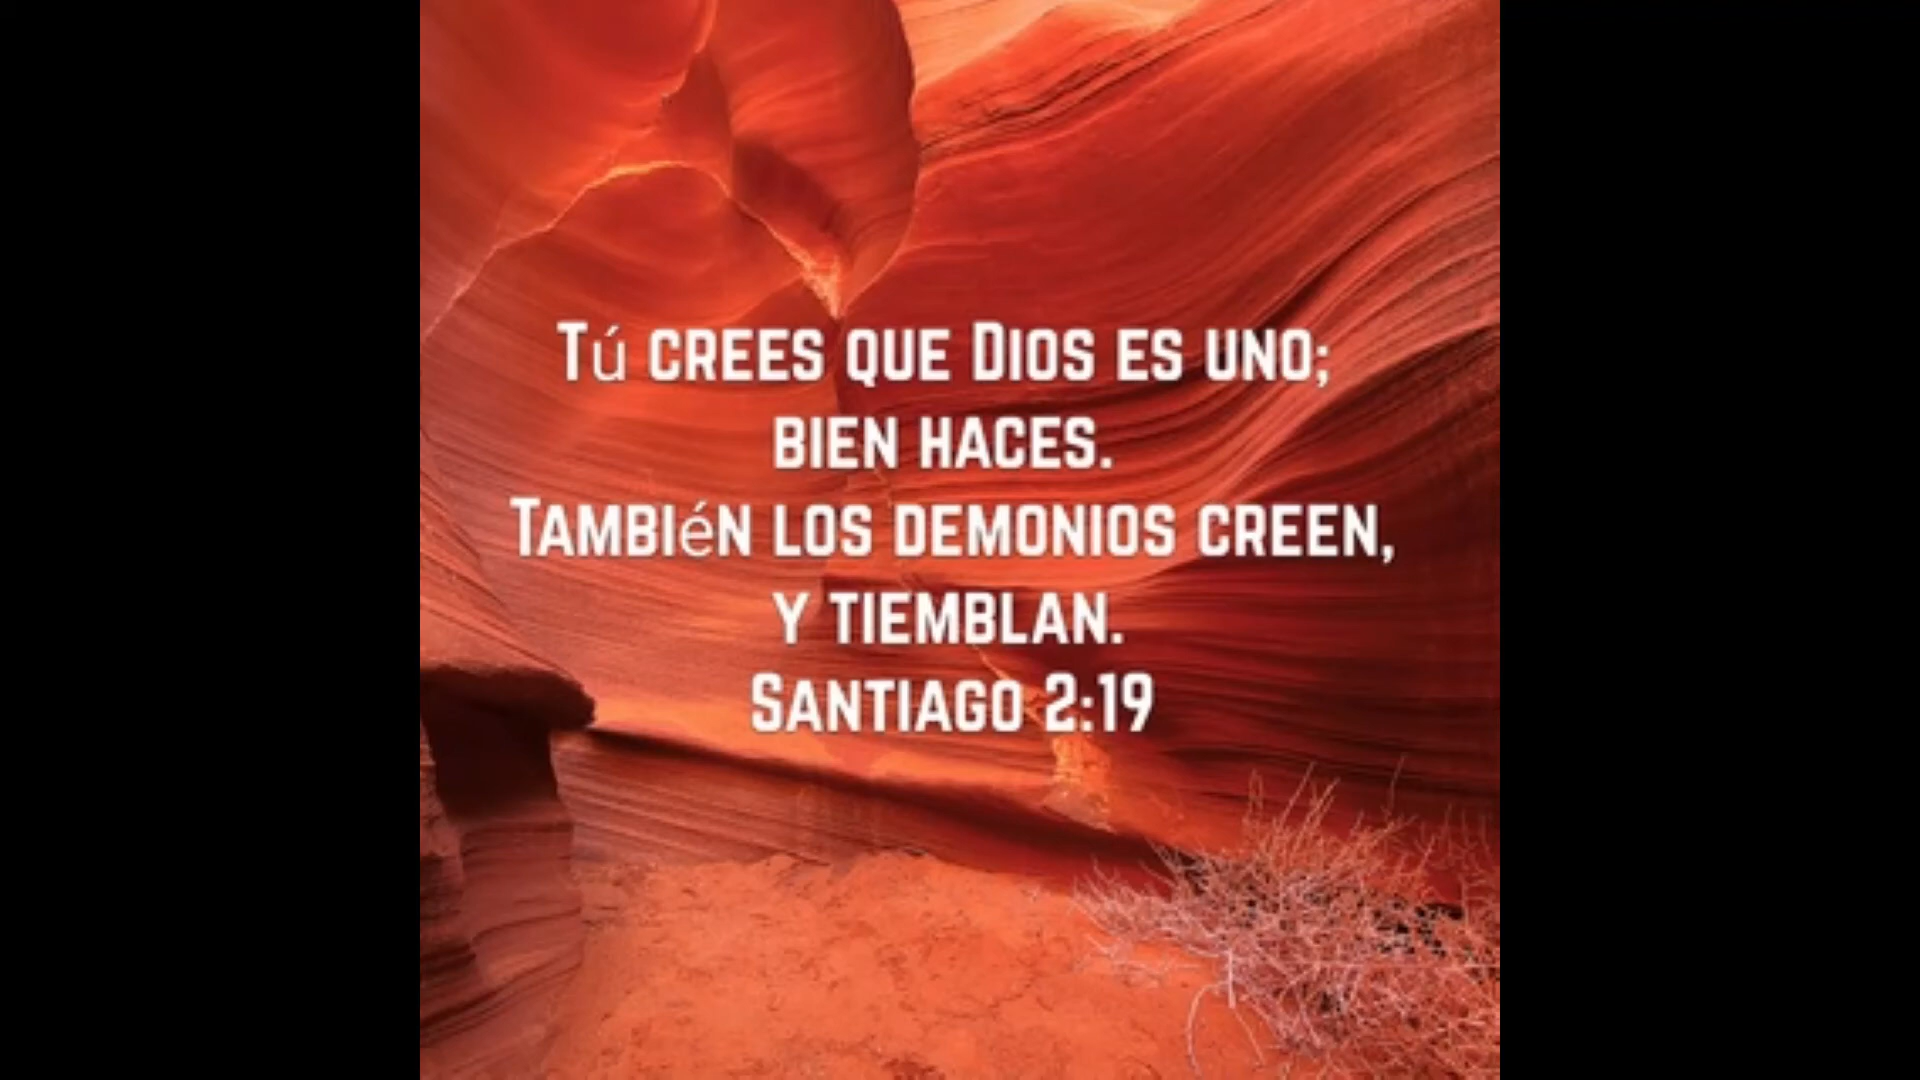 Tú crees que Dios es uno;
bien haces.
También los demonios creen,
y tiemblan.
Santiago 2:19